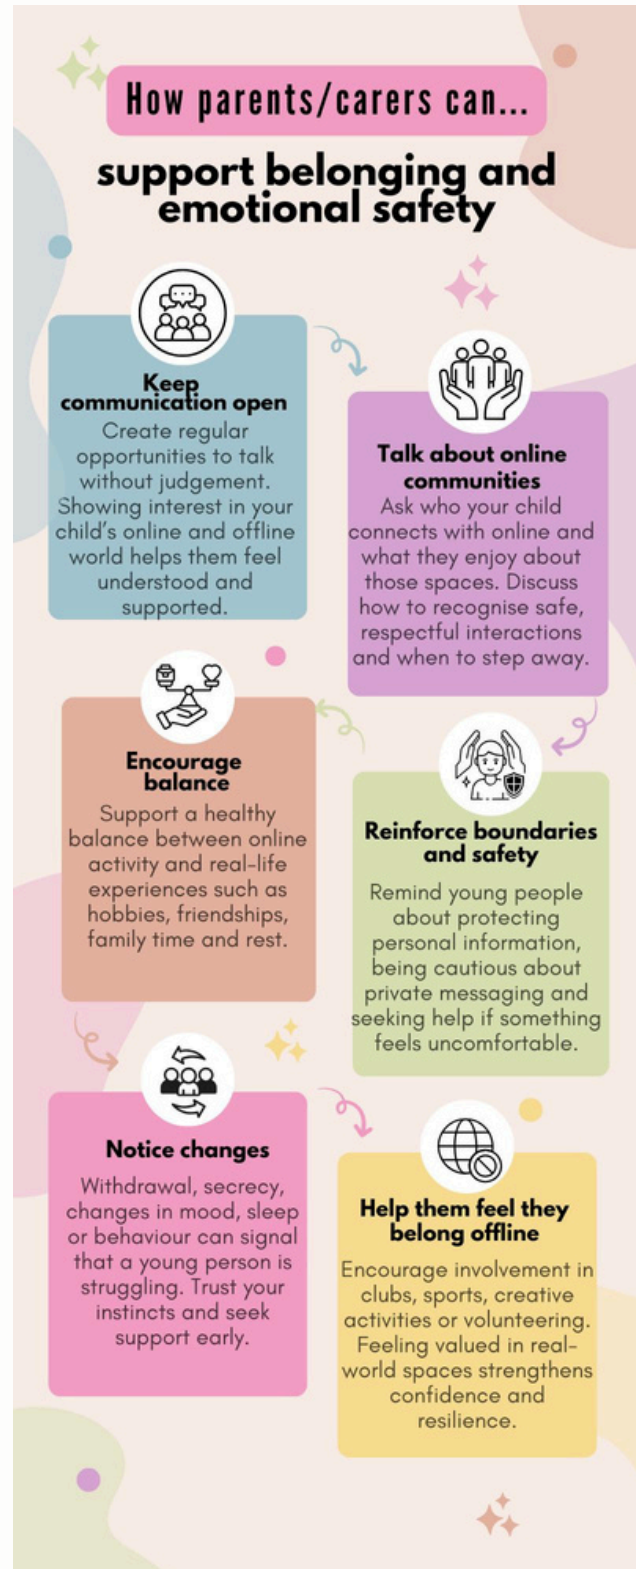 How parents/carers can...
support belonging and
emotional safety
Keep
communication open
Create regular
opportunities to talk
without judgement.
Showing interest in your
child's online and offline
world helps them feel
understood and
supported.
Talk about online
communities
Ask who your child
connects with online and
what they enjoy about
those spaces. Discuss
how to recognise safe,
respectful interactions
and when to step away.
Reinforce boundaries
and safety
Remind young people
about protecting
personal information,
being cautious about
private messaging and
seeking help if something
feels uncomfortable.
Encourage
balance
Support a healthy
balance between online
activity and real-life
experiences such as
hobbies, friendships,
family time and rest.
Notice changes
Withdrawal, secrecy,
changes in mood, sleep
or behaviour can signal
that a young person is
struggling. Trust your
instincts and seek
support early.
Help them feel they
belong offline
Encourage involvement in
clubs, sports, creative
activities or volunteering.
Feeling valued in real-
world spaces strengthens
confidence and
resilience.